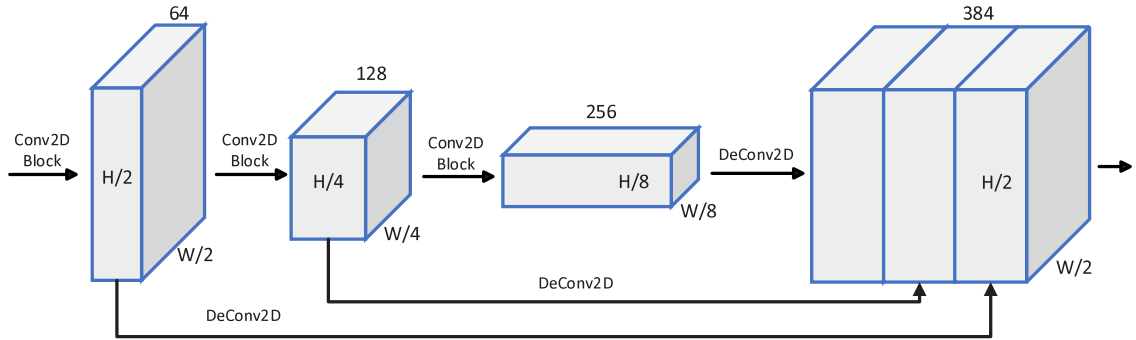 64
384
128
256
Conv2D
Block
Conv2D
Block
Conv2D
Block
DeConv2D
H/2
H/4
H/8
H/2
W/8
W/4
W/2
W/2
DeConv2D
DeConv2D